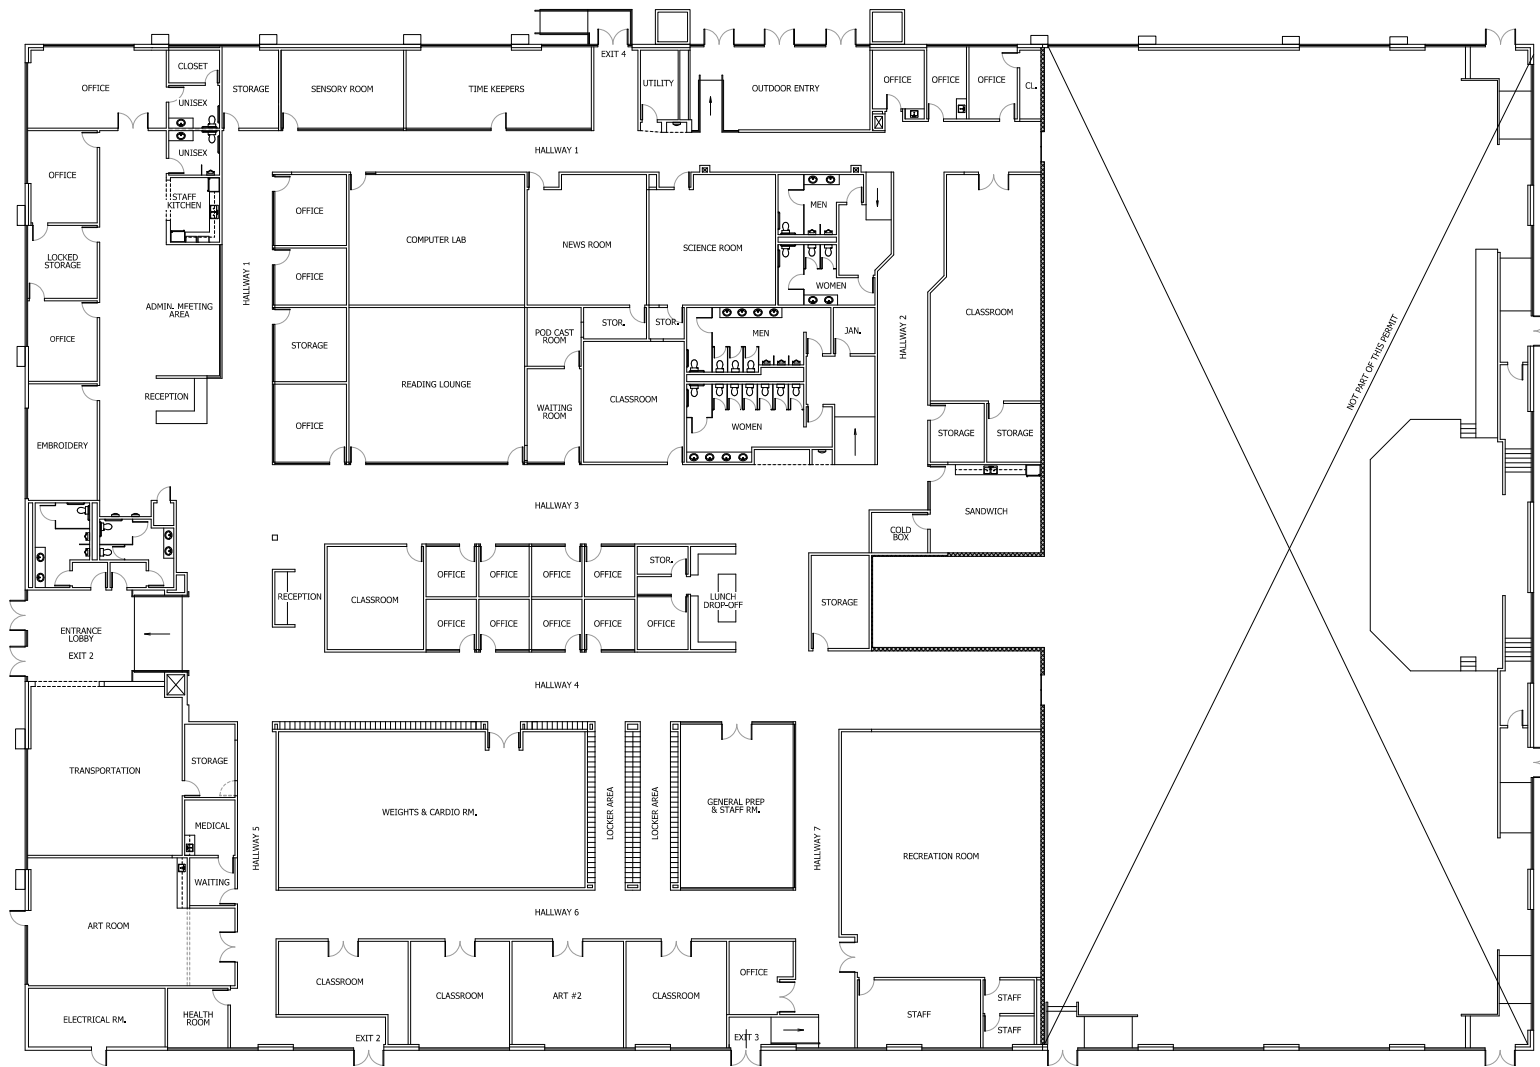 EXIT 4
CLOSET
OFFICE
STORAGE
SENSORY ROOM
TIME KEEPERS
UTILITY
OUTDOOR ENTRY
OFFICE
OFFICE
OFFICE
CL.
UNISEX
UNISEX
HALLWAY 1
OFFICE
STAFF
KITCHEN
OFFICE
COMPUTER LAB
NEWS ROOM
SCIENCE ROOM
MEN
LOCKED
STORAGE
HALLWAY 1
OFFICE
WOMEN
ADMIN. MEETING
AREA
CLASSROOM
HALLWAY 2
OFFICE
STORAGE
POD CAST
ROOM
STOR.
STOR.
MEN
JAN.
NOT PART OF THIS PERMIT
READING LOUNGE
RECEPTION
CLASSROOM
WAITING
ROOM
OFFICE
WOMEN
STORAGE
STORAGE
EMBROIDERY
HALLWAY 3
SANDWICH
COLD
BOX
RECEPTION
CLASSROOM
OFFICE
OFFICE
OFFICE
OFFICE
STOR.
LUNCH
DROP-OFF
STORAGE
OFFICE
OFFICE
OFFICE
OFFICE
OFFICE
ENTRANCE
LOBBY
EXIT 2
HALLWAY 4
TRANSPORTATION
STORAGE
WEIGHTS & CARDIO RM.
LOCKER AREA
LOCKER AREA
GENERAL PREP
& STAFF RM.
MEDICAL
HALLWAY 5
HALLWAY 7
RECREATION ROOM
WAITING
ART ROOM
HALLWAY 6
CLASSROOM
CLASSROOM
ART #2
CLASSROOM
OFFICE
ELECTRICAL RM.
HEALTH
ROOM
EXIT 2
EXIT 3
STAFF
STAFF
STAFF